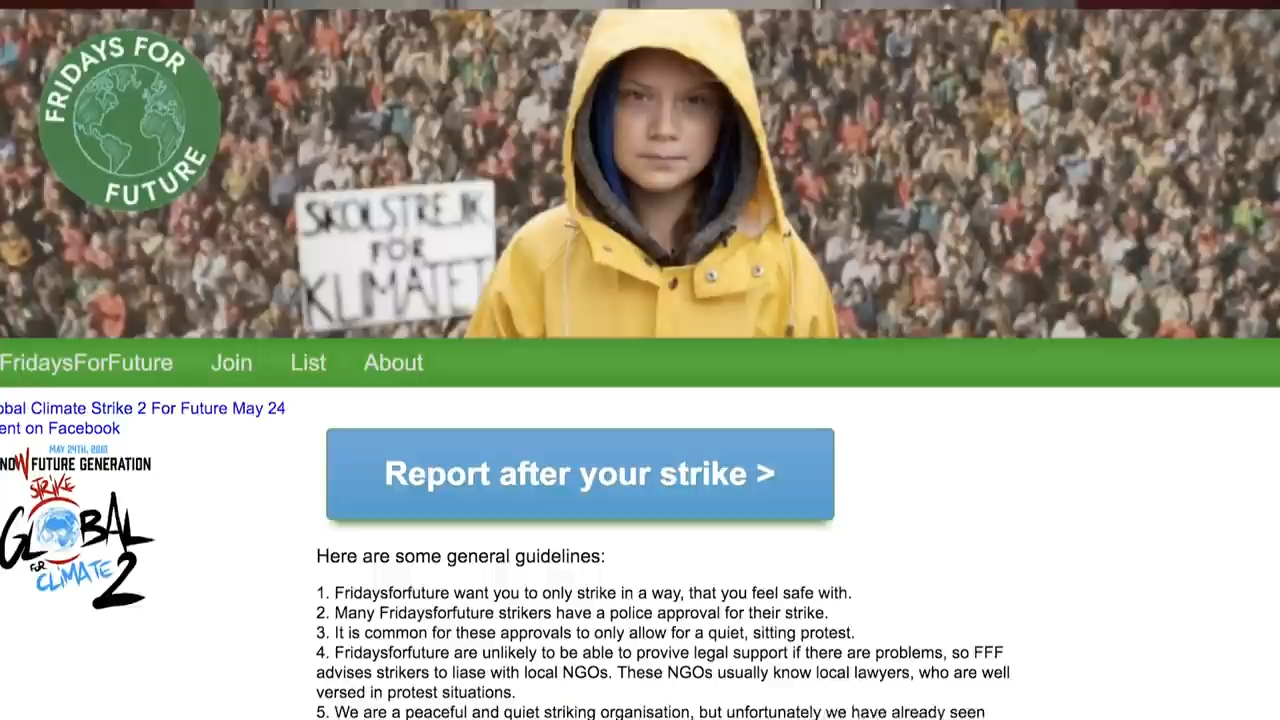 FRIDAYS FOR
FUTURE
SKOLSTREJK
FOR
KLIMATET
FridaysForFuture Join List About
obal Climate Strike 2 For Future May 24
ent on Facebook
MAY 24TH, 2019
NOW FUTURE GENERATION
STRIKE
GLOBAL
FOR
CLIMATE 2
Report after your strike >
Here are some general guidelines:
1. Fridaysforfuture want you to only strike in a way, that you feel safe with.
2. Many Fridaysforfuture strikers have a police approval for their strike.
3. It is common for these approvals to only allow for a quiet, sitting protest.
4. Fridaysforfuture are unlikely to be able to provive legal support if there are problems, so FFF
advises strikers to liase with local NGOs. These NGOs usually know local lawyers, who are well
versed in protest situations.
5. We are a peaceful and quiet striking organisation, but unfortunately we have already seen